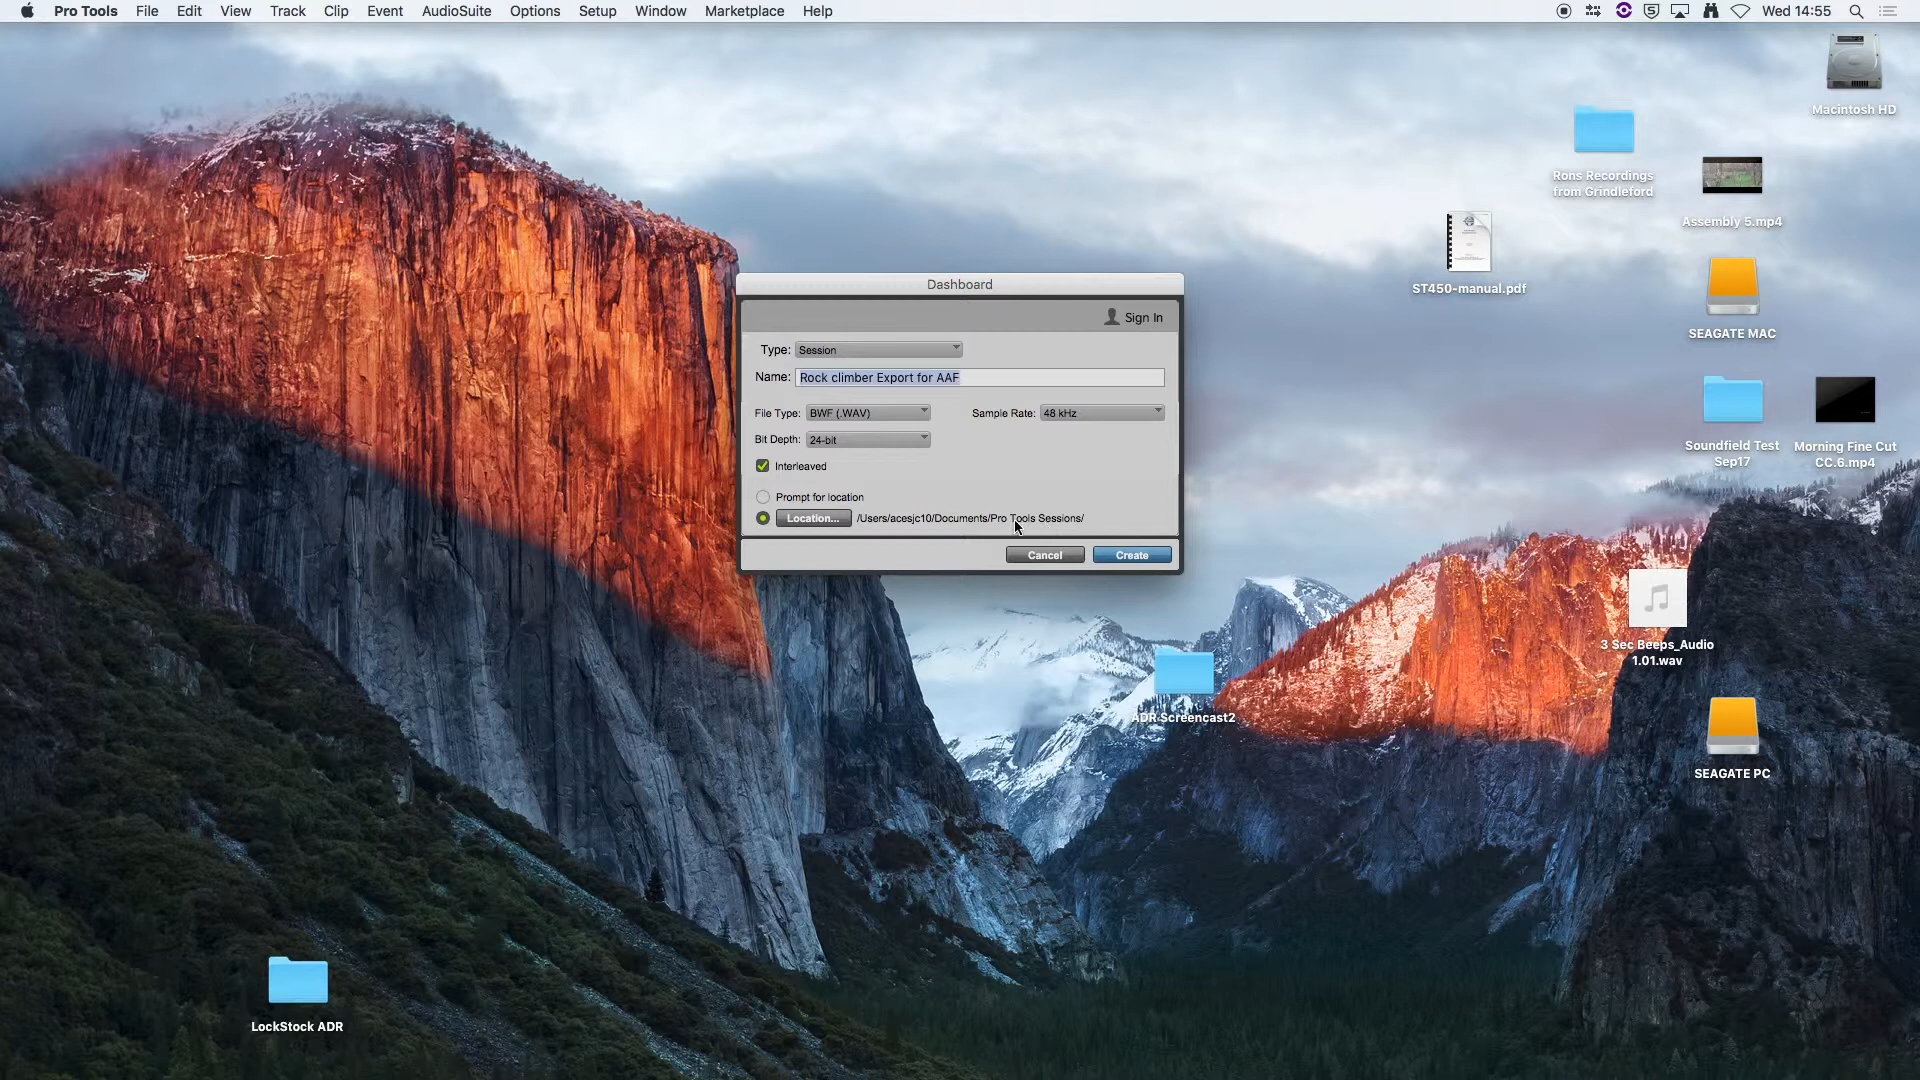 Pro Tools File Edit View Track Clip Event AudioSuite Options Setup Window Marketplace Help Wed 14:55
Macintosh HD
Rons Recordings
from Grindleford
Assembly 5.mp4
ST450-manual.pdf
SEAGATE MAC
Soundfield Test
Sep17
Morning Fine Cut
CC.6.mp4
Dashboard
Sign In
Type: Session
Name: Rock climber Export for AAF
File Type: BWF (.WAV) Sample Rate: 48 kHz
Bit Depth: 24-bit
Interleaved
Prompt for location
Location... /Users/acesjc10/Documents/Pro Tools Sessions/
Cancel Create
3 Sec Beeps_Audio
1.01.wav
ADR Screencast2
SEAGATE PC
LockStock ADR